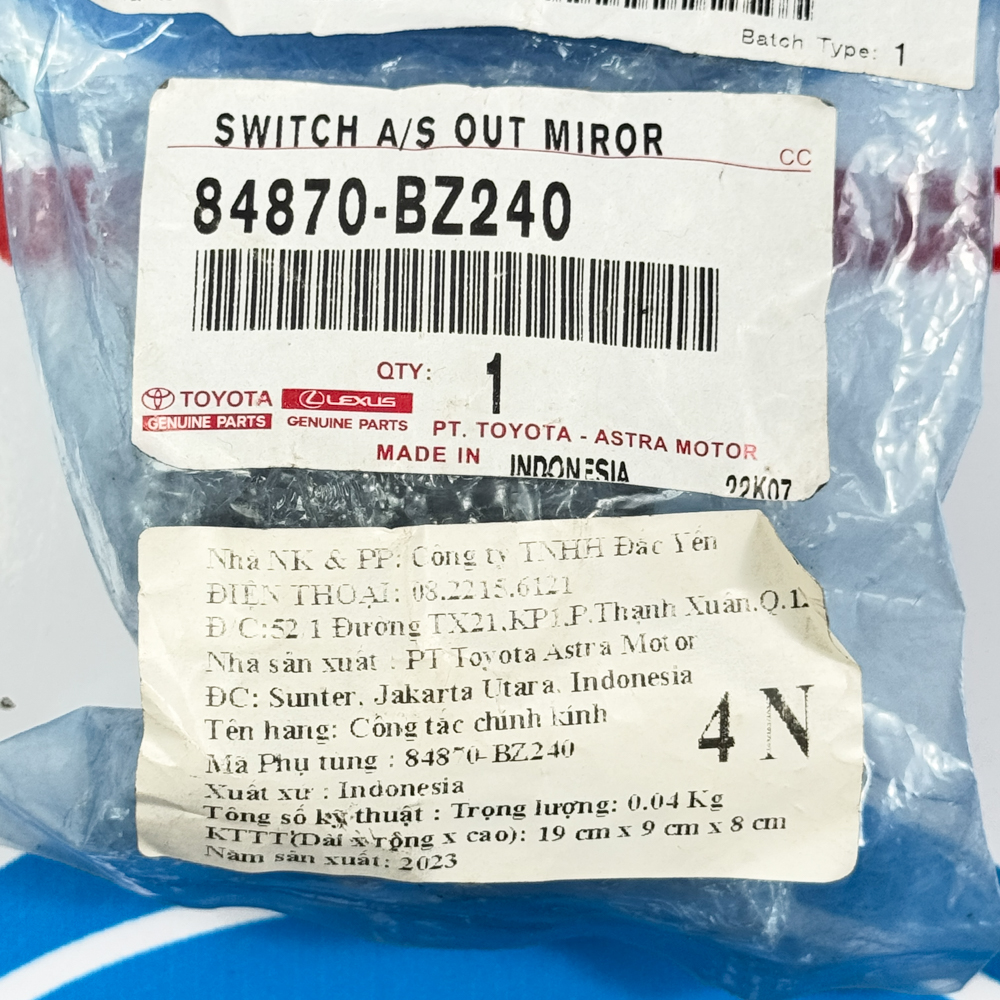 Batch Type: 1
SWITCH A/S OUT MIROR
CC
84870-BZ240
QTY: 1
TOYOTA LEXUS
GENUINE PARTS GENUINE PARTS PT. TOYOTA - ASTRA MOTOR
MADE IN INDONESIA 22K07
Nhà NK & PP: Công ty TNHH Đắc Yến
ĐIỆN THOẠI: 08.2215.6121
Đ/C:52/1 Đường TX21,KP1,P.Thạnh Xuân,Q.12
Nhà sản xuất : PT Toyota Astra Motor
ĐC: Sunter, Jakarta Utara, Indonesia
Tên hàng: Công tắc chỉnh kính
Mã Phụ tùng : 84870-BZ240
Xuất xứ : Indonesia
Tổng số kỹ thuật : Trọng lượng: 0.04 Kg
KTTT(Dài x rộng x cao): 19 cm x 9 cm x 8 cm
Năm sản xuất: 2023
4 N